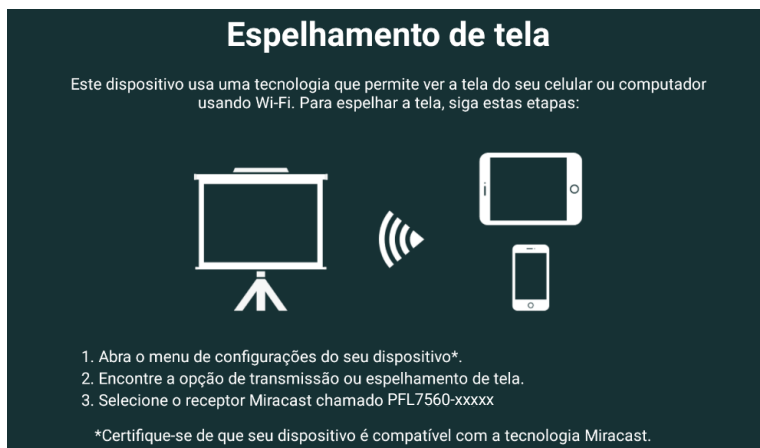 Espelhamento de tela
Este dispositivo usa uma tecnologia que permite ver a tela do seu celular ou computador
usando Wi-Fi. Para espelhar a tela, siga estas etapas:
1. Abra o menu de configurações do seu dispositivo*.
2. Encontre a opção de transmissão ou espelhamento de tela.
3. Selecione o receptor Miracast chamado PFL7560-xxxxx
*Certifique-se de que seu dispositivo é compatível com a tecnologia Miracast.